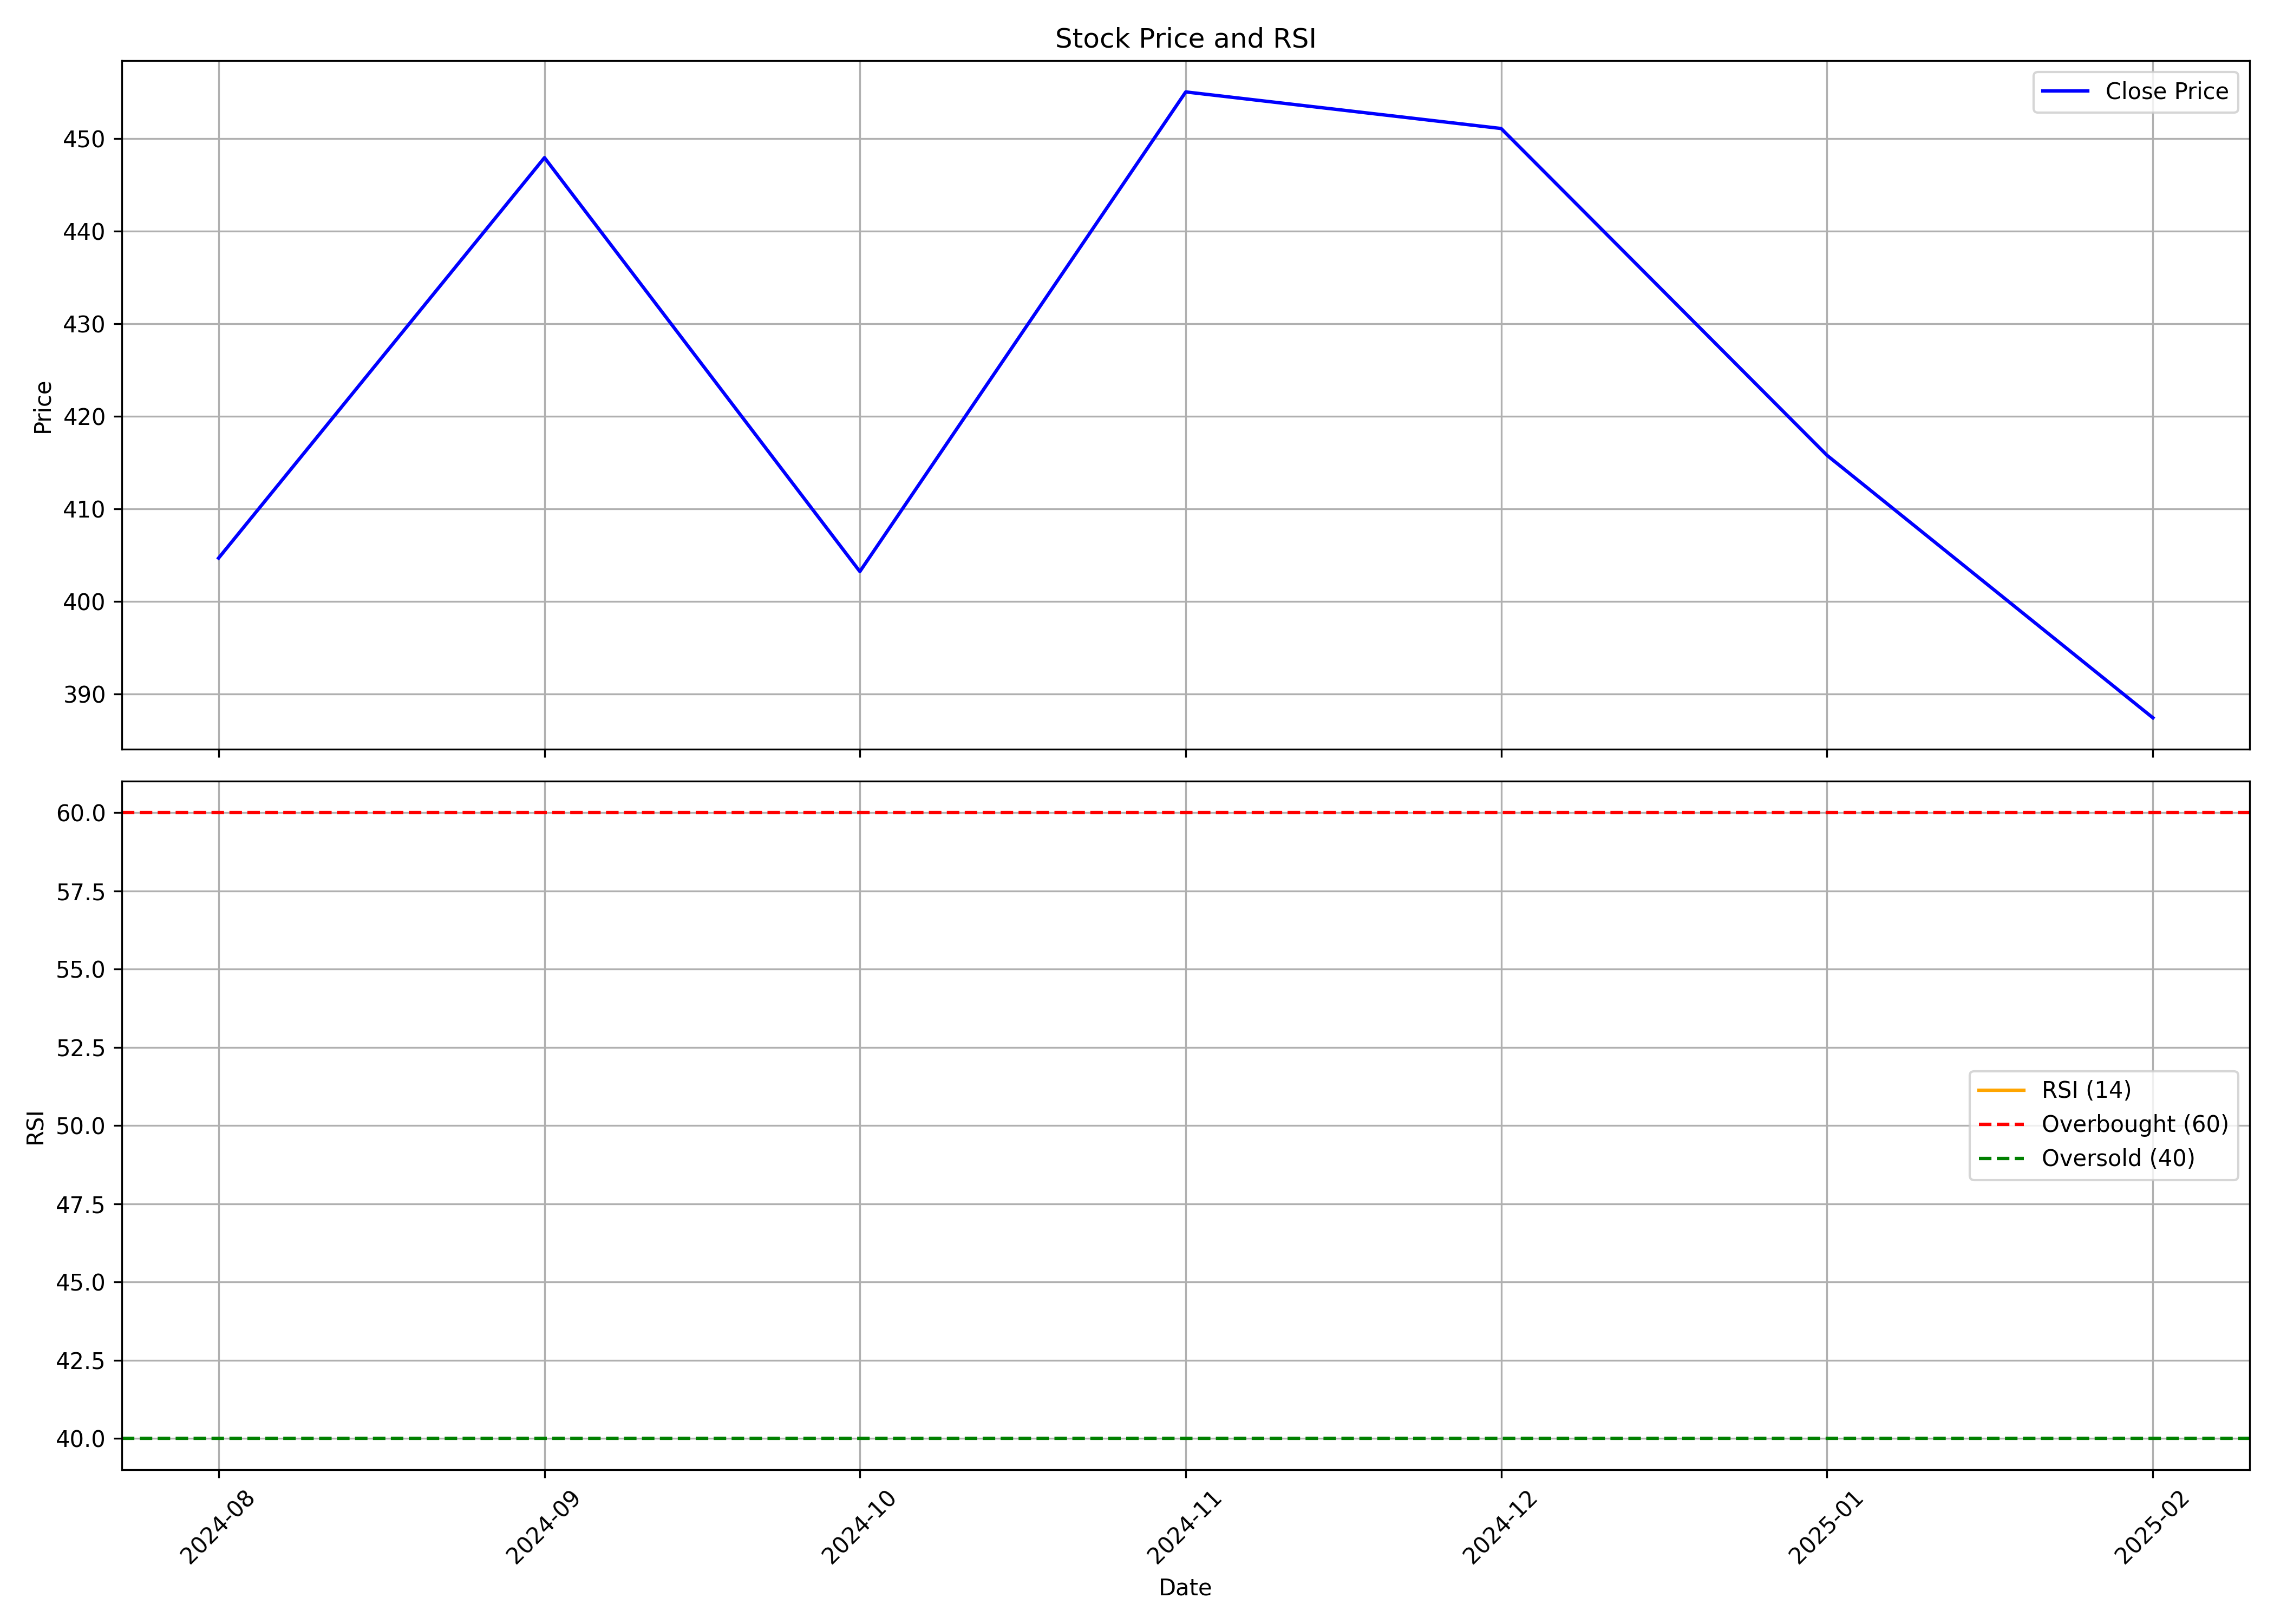 Stock Price and RSI
Close Price
Price
450
440
430
420
410
400
390
RSI
60.0
57.5
55.0
52.5
50.0
47.5
45.0
42.5
40.0
RSI (14)
Overbought (60)
Oversold (40)
2024-08
2024-09
2024-10
2024-11
2024-12
2025-01
2025-02
Date